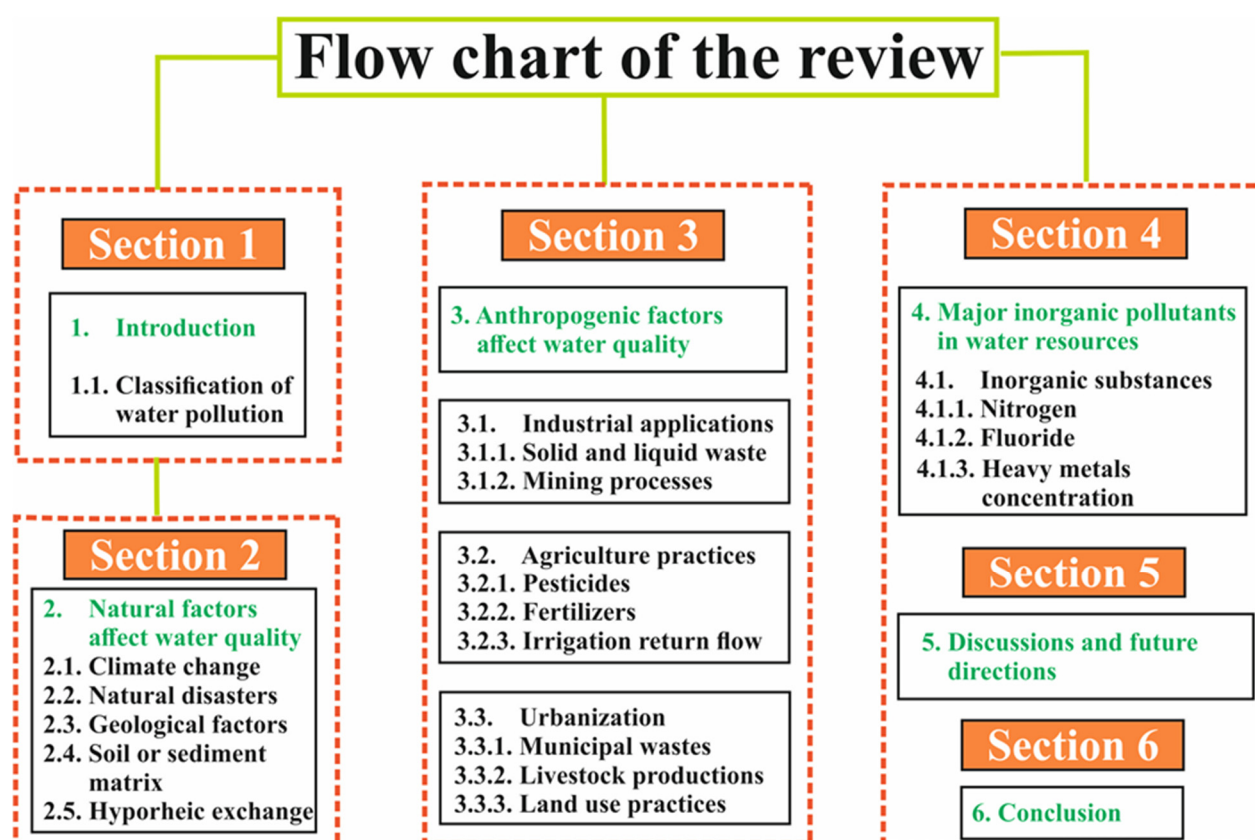 Flow chart of the review
Section 1
1. Introduction
1.1. Classification of
water pollution
Section 2
2. Natural factors
affect water quality
2.1. Climate change
2.2. Natural disasters
2.3. Geological factors
2.4. Soil or sediment
matrix
2.5. Hyporheic exchange
Section 3
3. Anthropogenic factors
affect water quality
3.1. Industrial applications
3.1.1. Solid and liquid waste
3.1.2. Mining processes
3.2. Agriculture practices
3.2.1. Pesticides
3.2.2. Fertilizers
3.2.3. Irrigation return flow
3.3. Urbanization
3.3.1. Municipal wastes
3.3.2. Livestock productions
3.3.3. Land use practices
Section 4
4. Major inorganic pollutants
in water resources
4.1. Inorganic substances
4.1.1. Nitrogen
4.1.2. Fluoride
4.1.3. Heavy metals
concentration
Section 5
5. Discussions and future
directions
Section 6
6. Conclusion